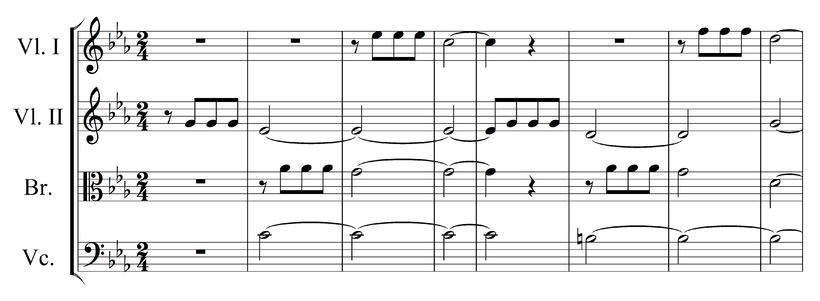 Vl. I
Vl. II
Br.
Vc.